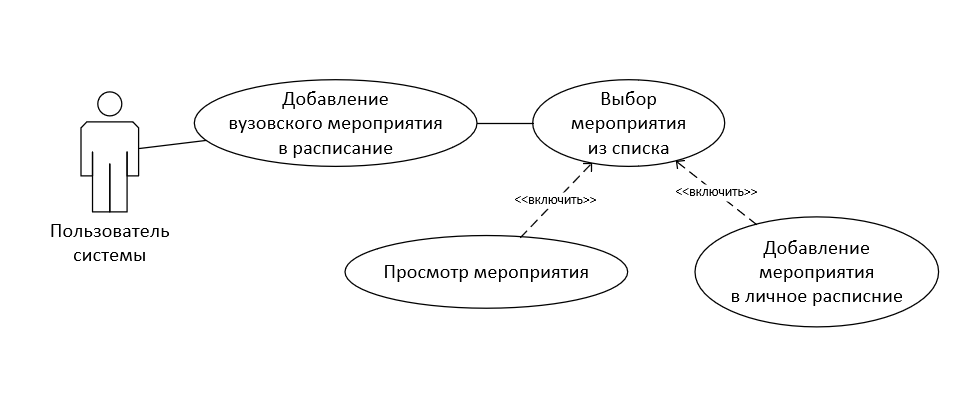 Добавление
вузовского мероприятия
в расписание
Выбор
мероприятия
из списка
Пользователь
системы
<<включить>>
<<включить>>
Просмотр мероприятия
Добавление
мероприятия
в личное расписние